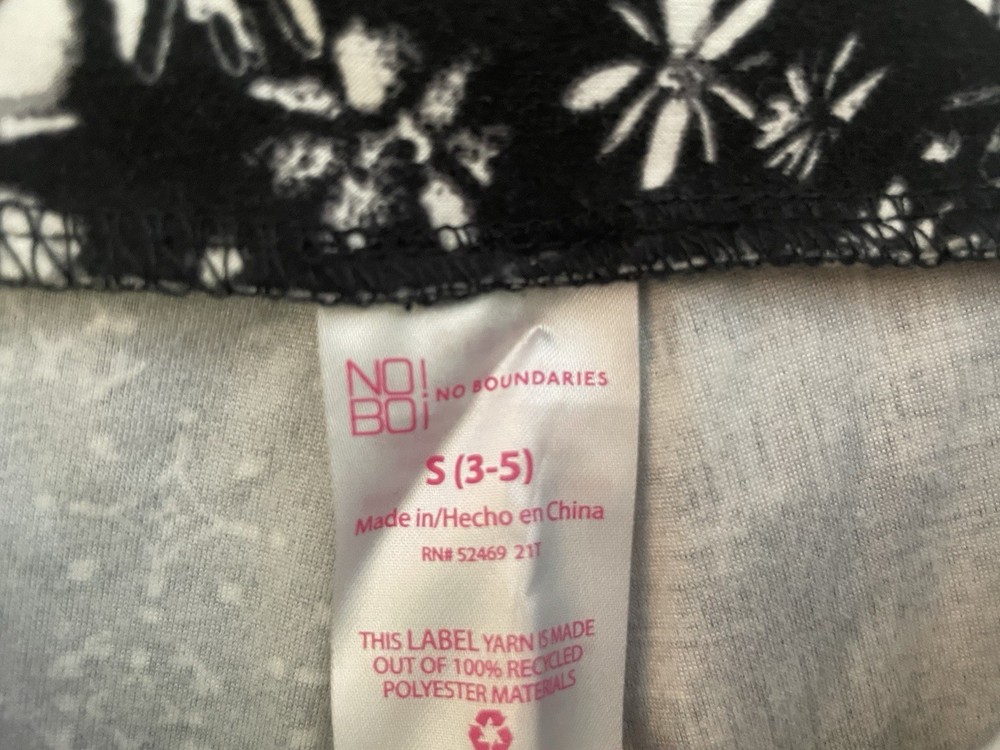 NO!
BO¡
NO BOUNDARIES
S (3-5)
Made in/Hecho en China
RN# 52469 21T
THIS LABEL YARN IS MADE
OUT OF 100% RECYCLED
POLYESTER MATERIALS